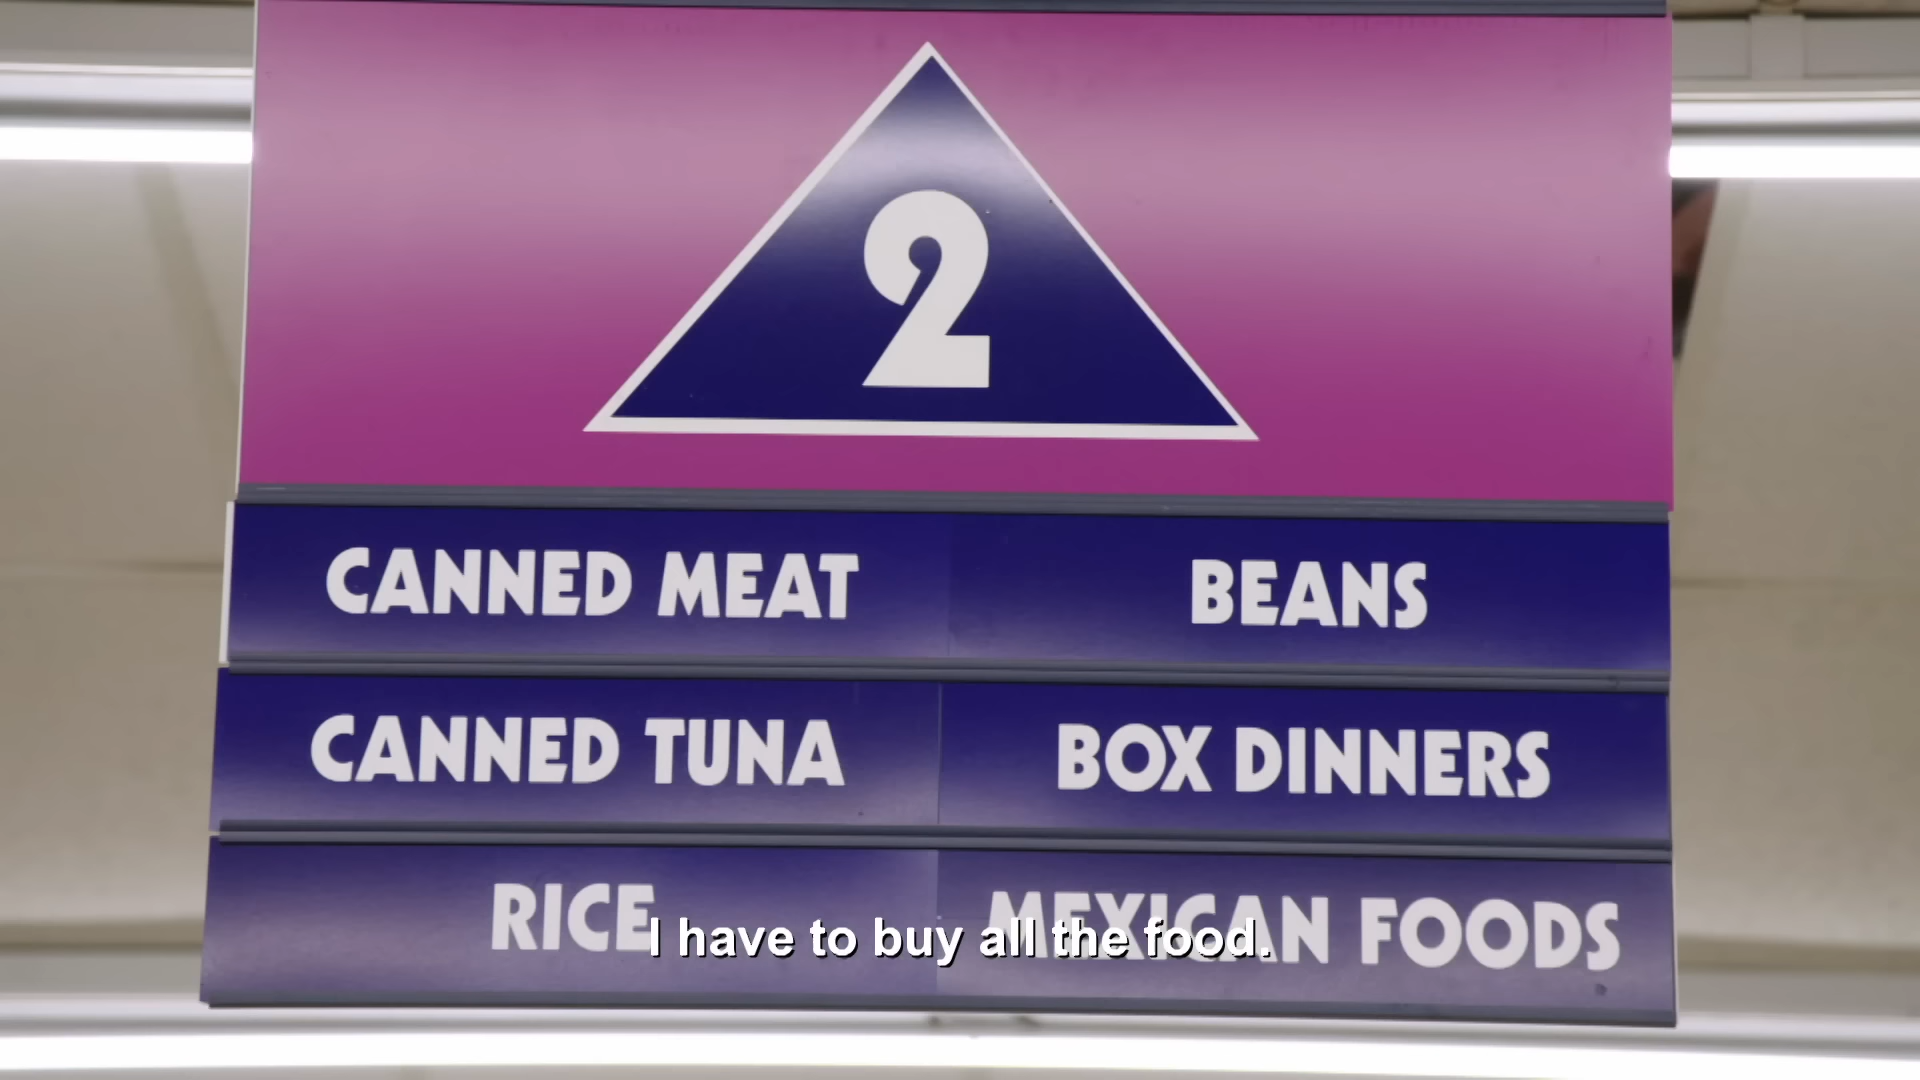 2
CANNED MEAT BEANS
CANNED TUNA BOX DINNERS
RICE MEXICAN FOODS
I have to buy all the food.